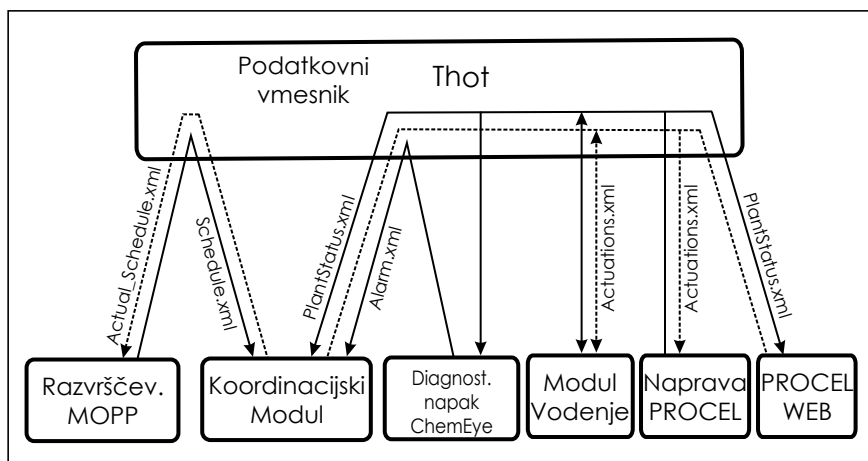 Podatkovni
vmesnik
Thot
Actual_Schedule.xml
Schedule.xml
PlantStatus.xml
Alarm.xml
Actuations.xml
Actuations.xml
PlantStatus.xml
Razvrščev.
MOPP
Koordinacijski
Modul
Diagnost.
napak
ChemEye
Modul
Vodenje
Naprava
PROCEL
PROCEL
WEB